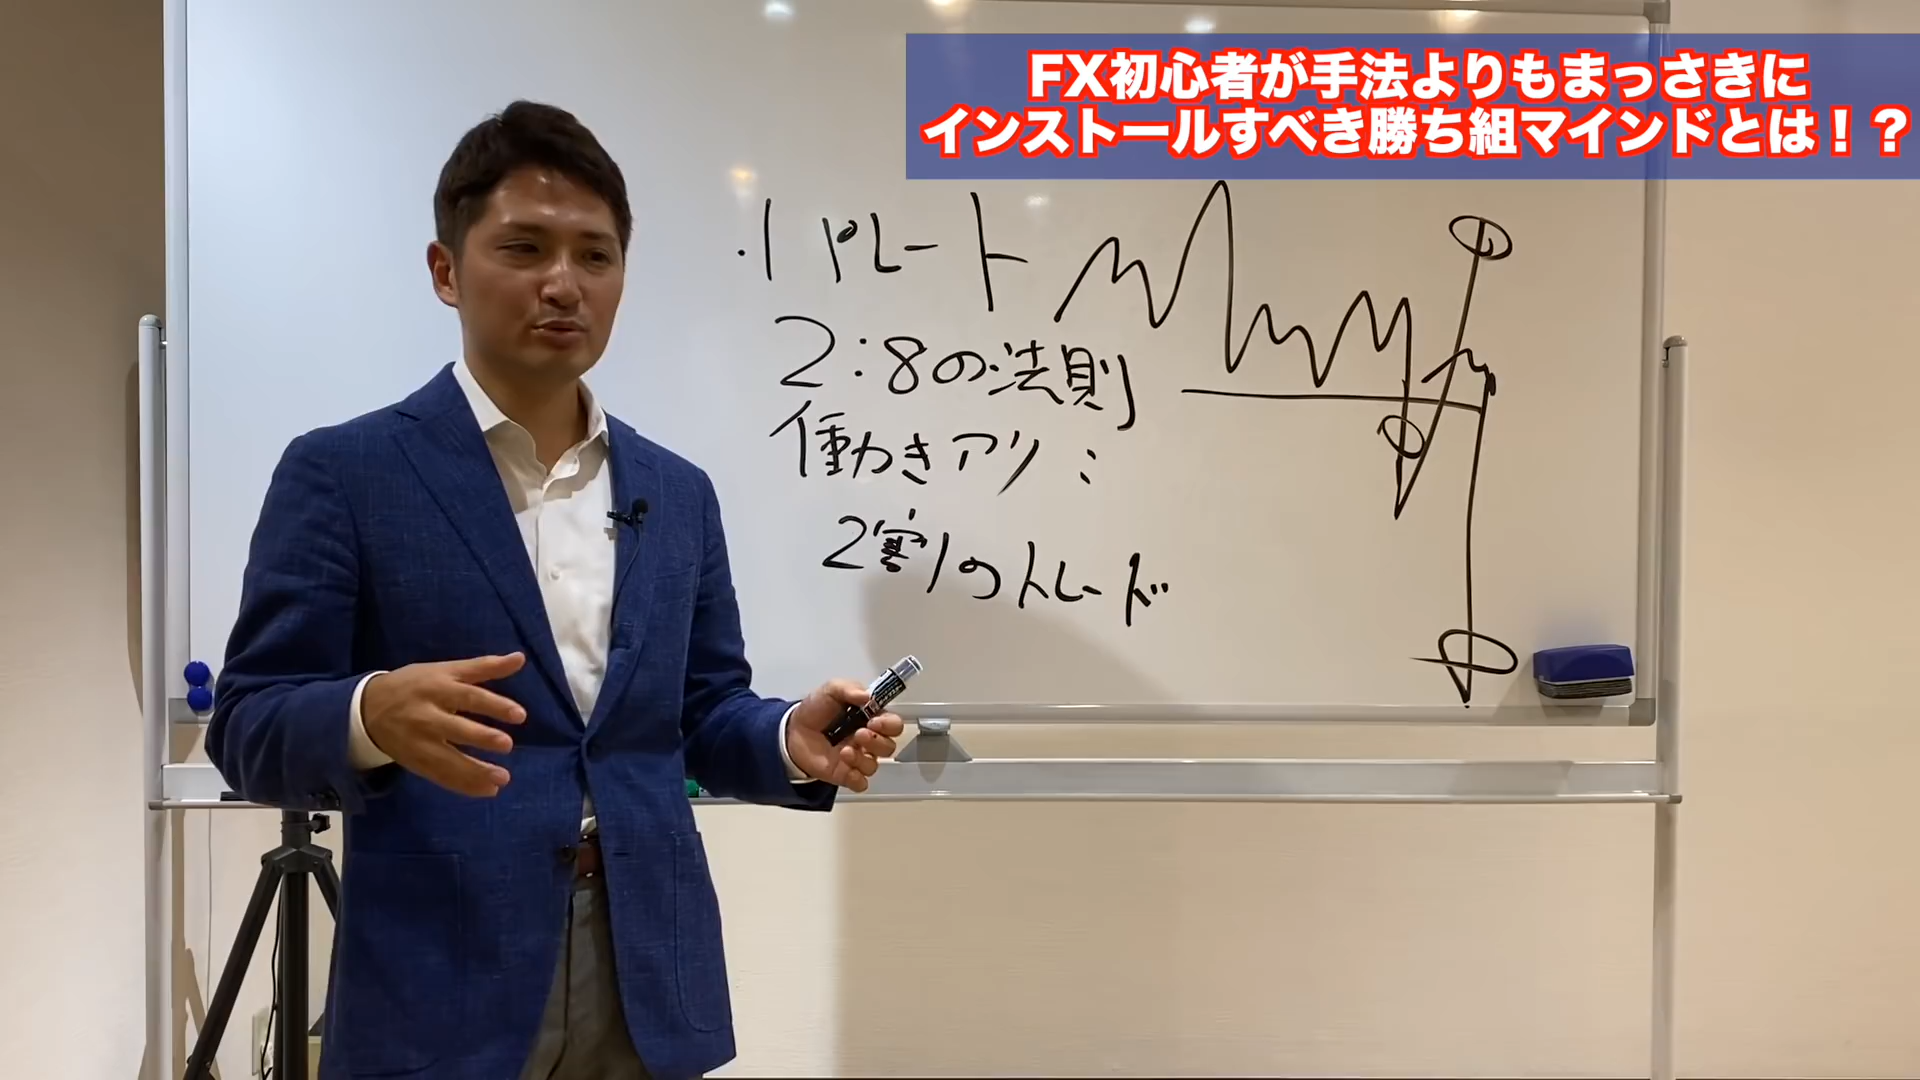 FX初心者が手法よりもまっさきに
インストールすべき勝ち組マインドとは！？
・1 パレート
2:8の法則
働きアリ:
2割のトレード